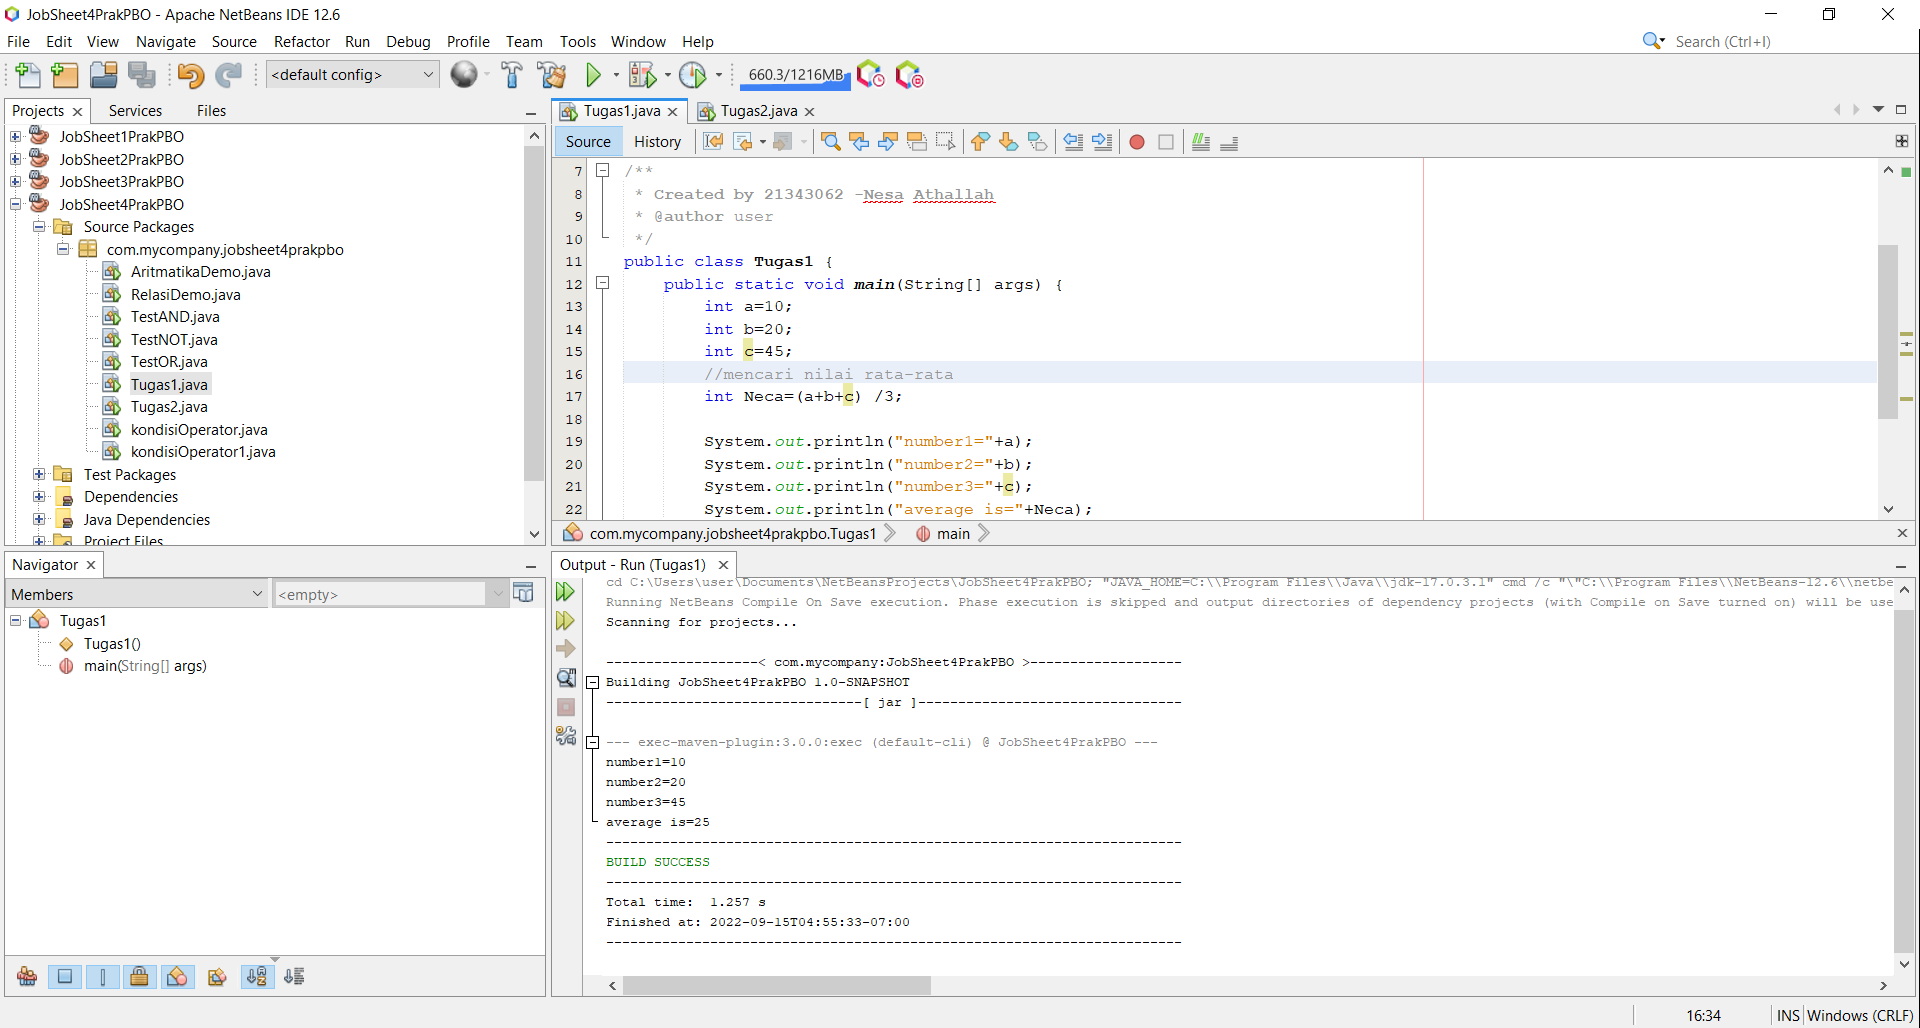 JobSheet4PrakPBO - Apache NetBeans IDE 12.6
File Edit View Navigate Source Refactor Run Debug Profile Team Tools Window Help
Search (Ctrl+I)
<default config>
660.3/1216MB
Projects Services Files
JobSheet1PrakPBO
JobSheet2PrakPBO
JobSheet3PrakPBO
JobSheet4PrakPBO
Source Packages
com.mycompany.jobsheet4prakpbo
AritmatikaDemo.java
RelasiDemo.java
TestAND.java
TestNOT.java
TestOR.java
Tugas1.java
Tugas2.java
kondisiOperator.java
kondisiOperator1.java
Test Packages
Dependencies
Java Dependencies
Project Files
Tugas1.java Tugas2.java
Source History
7 /**
8 * Created by 21343062 -Nesa Athallah
9 * @author user
10 */
11 public class Tugas1 {
12 public static void main(String[] args) {
13 int a=10;
14 int b=20;
15 int c=45;
16 //mencari nilai rata-rata
17 int Neca=(a+b+c) /3;
18
19 System.out.println("number1="+a);
20 System.out.println("number2="+b);
21 System.out.println("number3="+c);
22 System.out.println("average is="+Neca);
com.mycompany.jobsheet4prakpbo.Tugas1 main
Navigator
Members
<empty>
Tugas1
Tugas1()
main(String[] args)
Output - Run (Tugas1)
cd C:\Users\user\Documents\NetBeansProjects\JobSheet4PrakPBO; "JAVA_HOME=C:\\Program Files\\Java\\jdk-17.0.3.1" cmd /c "\"C:\\Program Files\\NetBeans-12.6\\netbe
Running NetBeans Compile On Save execution. Phase execution is skipped and output directories of dependency projects (with Compile on Save turned on) will be use
Scanning for projects...
-------------------< com.mycompany:JobSheet4PrakPBO >-------------------
Building JobSheet4PrakPBO 1.0-SNAPSHOT
--------------------------------[ jar ]---------------------------------
--- exec-maven-plugin:3.0.0:exec (default-cli) @ JobSheet4PrakPBO ---
number1=10
number2=20
number3=45
average is=25
------------------------------------------------------------------------
BUILD SUCCESS
------------------------------------------------------------------------
Total time:  1.257 s
Finished at: 2022-09-15T04:55:33-07:00
------------------------------------------------------------------------
16:34 INS Windows (CRLF)